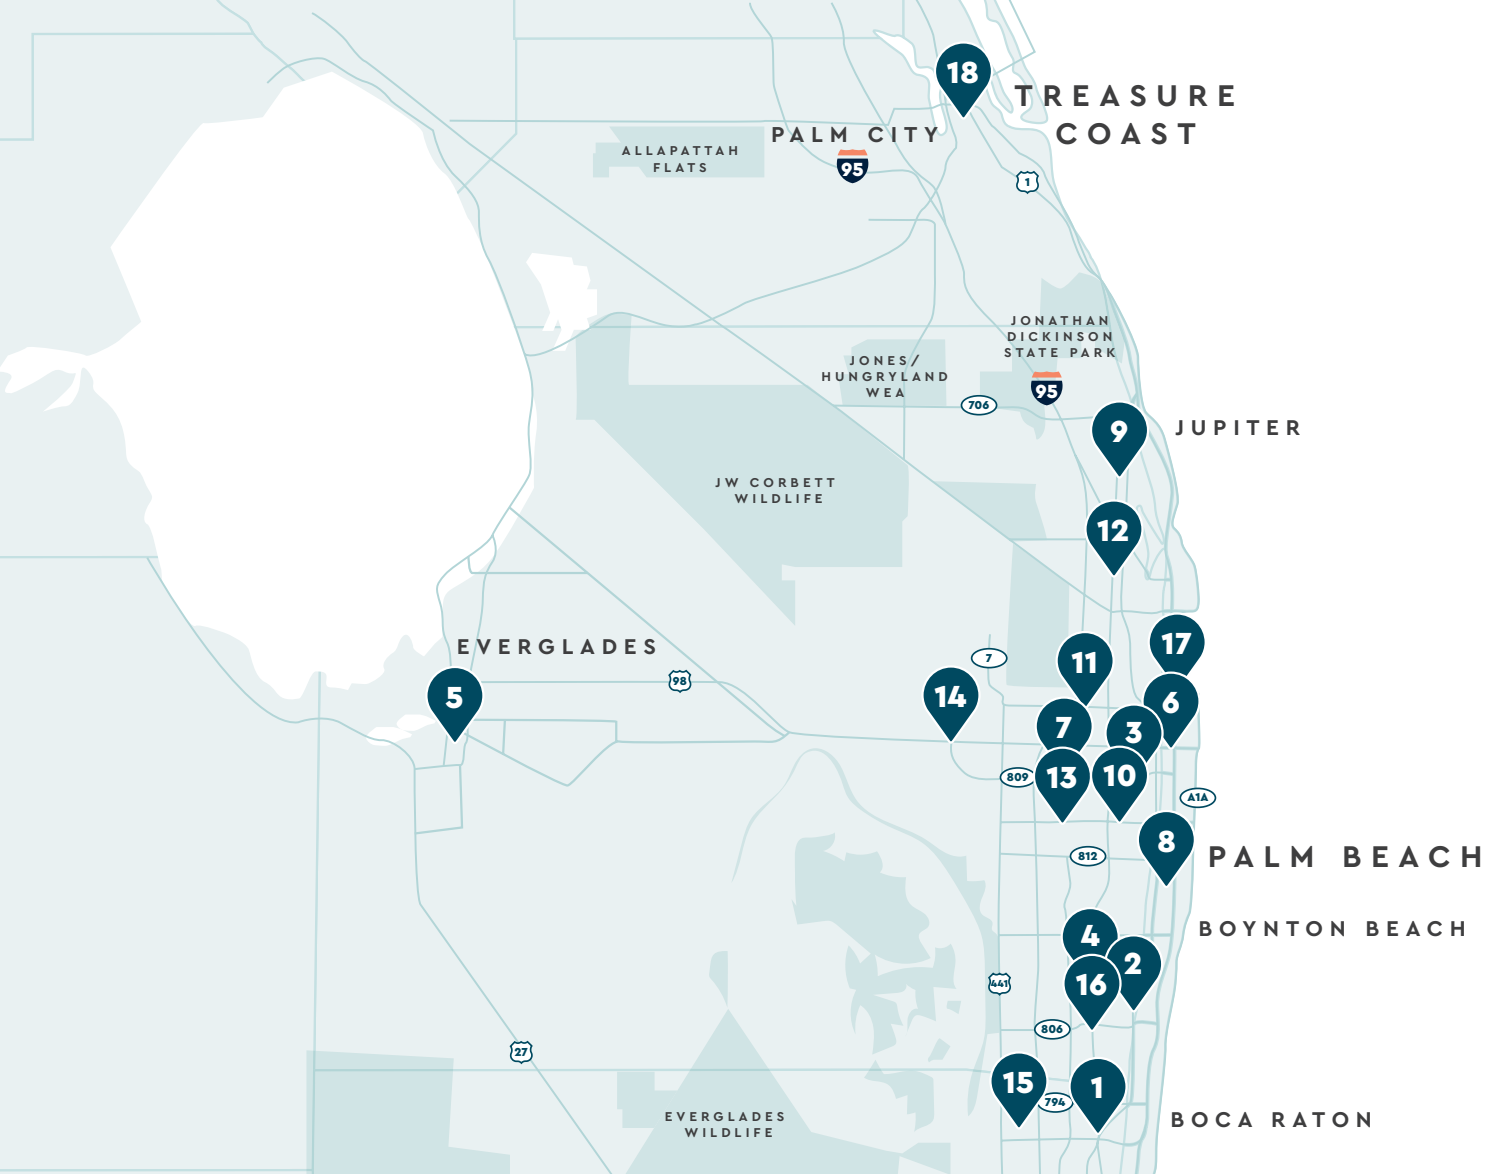 18
TREASURE
COAST
PALM CITY
ALLAPATTAH
FLATS
95
1
JONATHAN
DICKINSON
STATE PARK
JONES/
HUNGRYLAND
WEA
95
706
9
JUPITER
JW CORBETT
WILDLIFE
12
EVERGLADES
17
7
11
98
5
14
6
7
3
809
13
10
A1A
8
812
PALM BEACH
BOYNTON BEACH
4
2
441
16
806
27
15
794
1
EVERGLADES
WILDLIFE
BOCA RATON